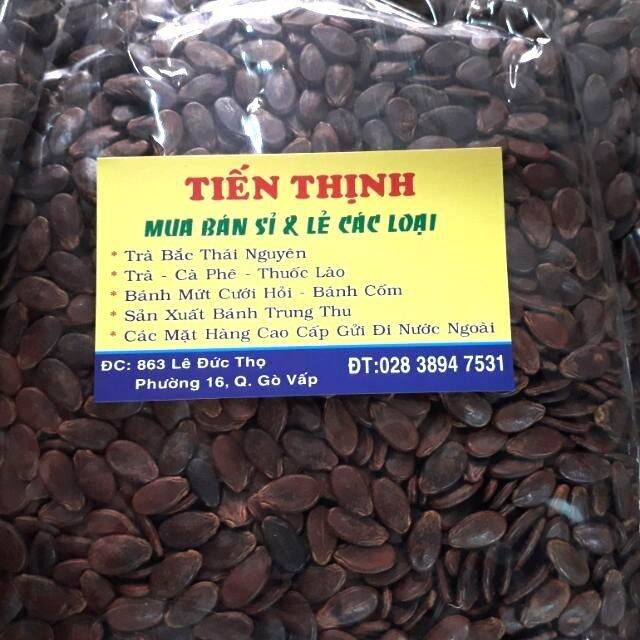 TIẾN THỊNH
MUA BÁN SỈ & LẺ CÁC LOẠI
* Trà Bắc Thái Nguyên
* Trà - Cà Phê - Thuốc Lào
* Bánh Mứt Cưới Hỏi - Bánh Cốm
* Sản Xuất Bánh Trung Thu
* Các Mặt Hàng Cao Cấp Gửi Đi Nước Ngoài
ĐC: 863 Lê Đức Thọ
Phường 16, Q. Gò Vấp
ĐT:028 3894 7531